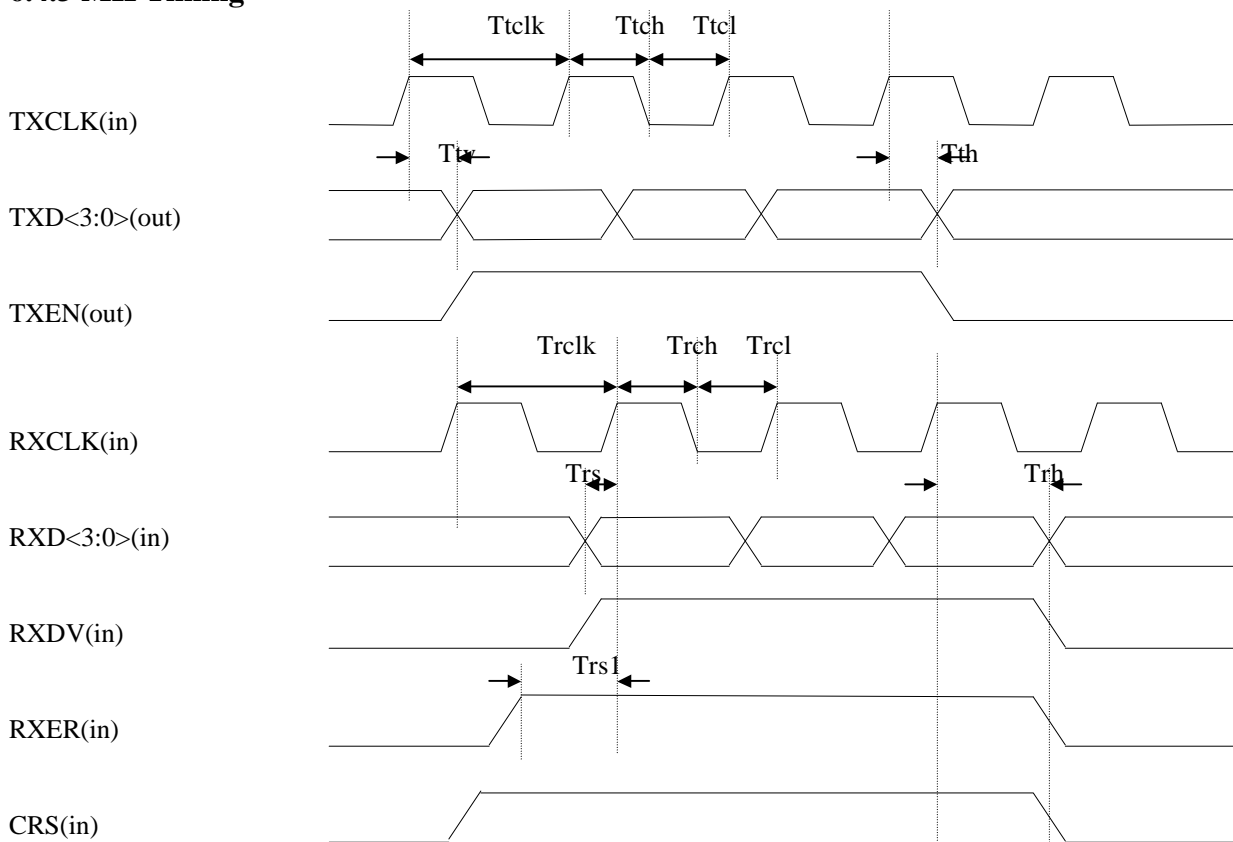 Ttclk Ttch Ttcl
TXCLK(in)
Ttv Tth
TXD<3:0>(out)
TXEN(out)
Trclk Trch Trcl
RXCLK(in)
Trs Trh
RXD<3:0>(in)
RXDV(in)
Trs1
RXER(in)
CRS(in)